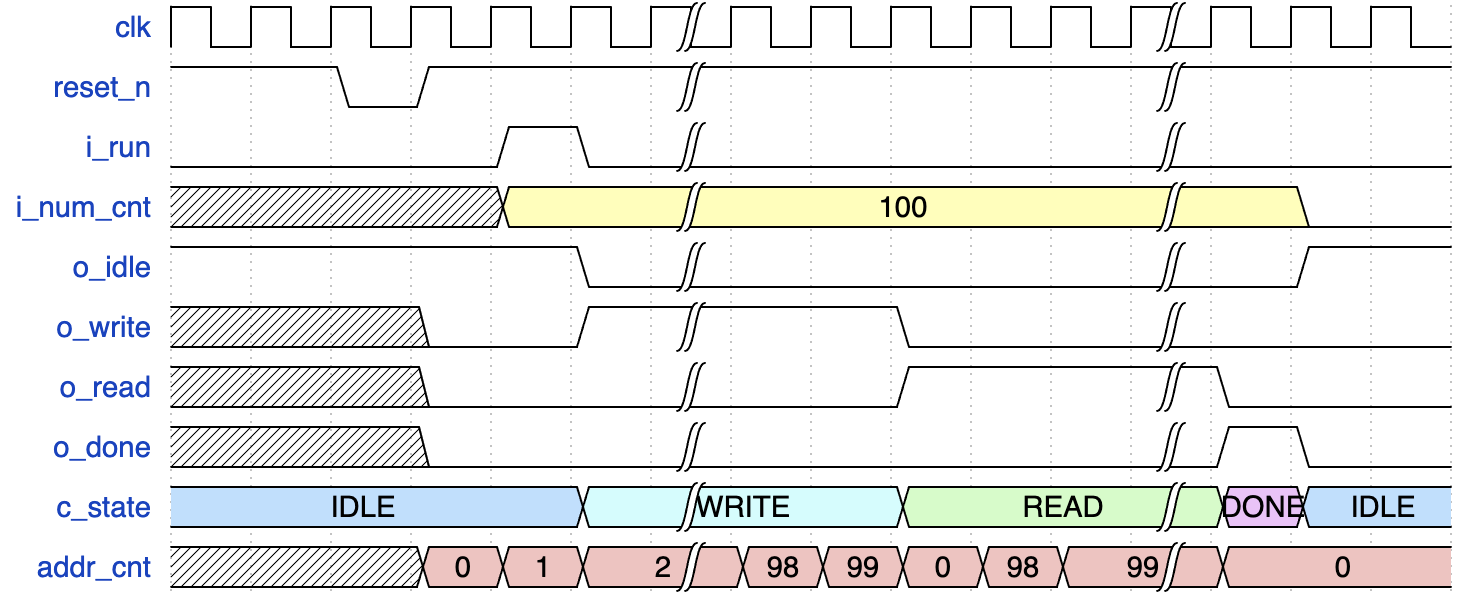 clk
reset_n
i_run
i_num_cnt 100
o_idle
o_write
o_read
o_done
c_state IDLE WRITE READ DONE IDLE
addr_cnt 0 1 2 98 99 0 98 99 0